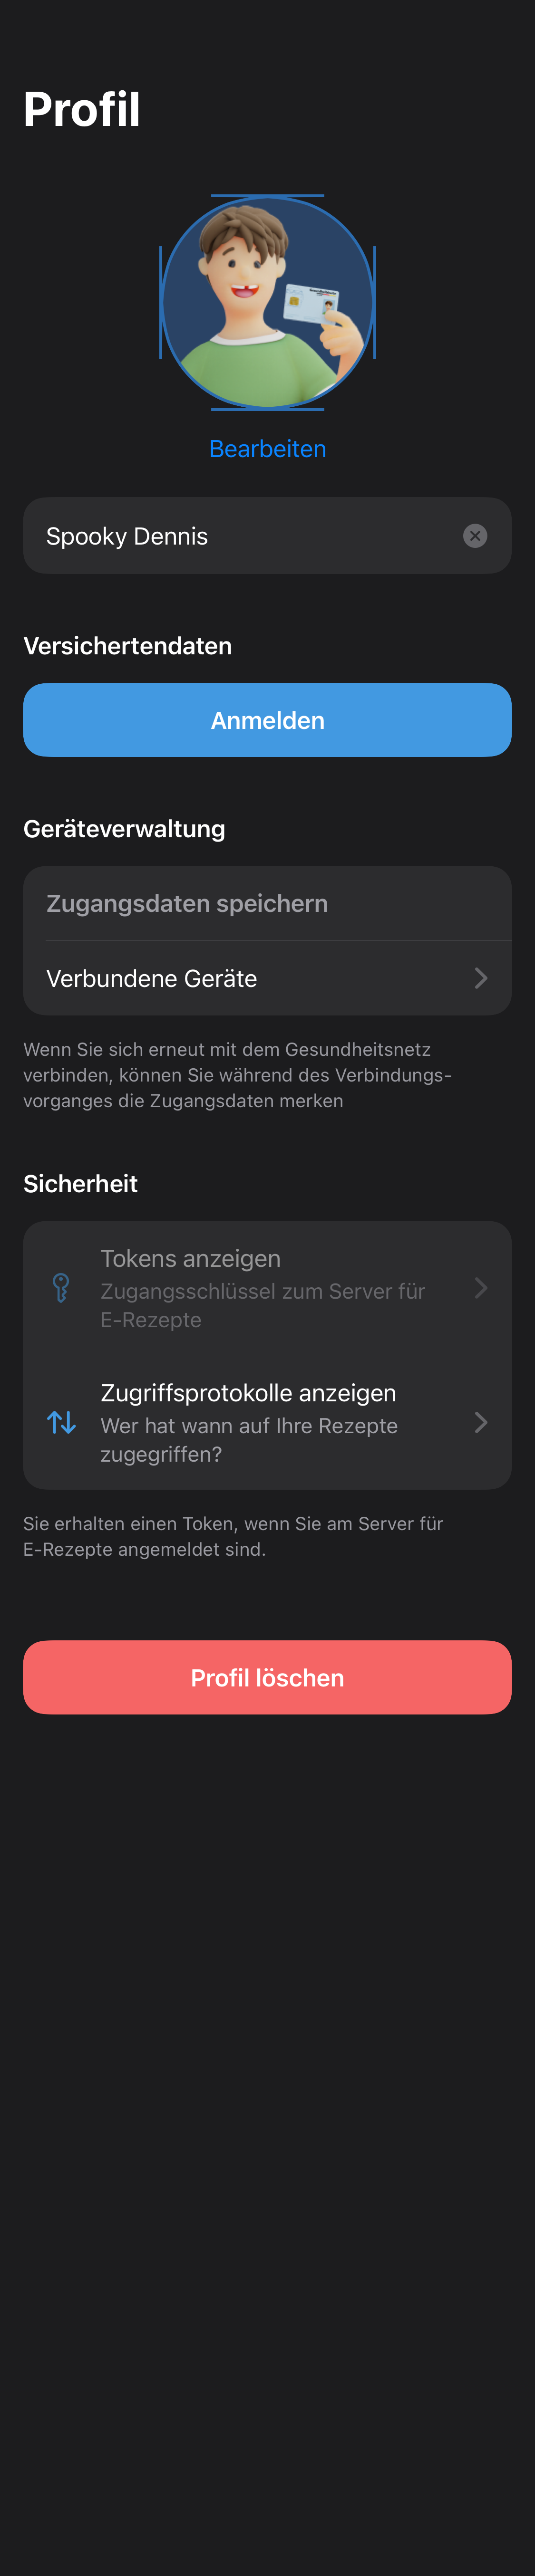 Profil
Bearbeiten
Spooky Dennis
Versichertendaten
Anmelden
Geräteverwaltung
Zugangsdaten speichern
Verbundene Geräte
Wenn Sie sich erneut mit dem Gesundheitsnetz
verbinden, können Sie während des Verbindungs-
vorganges die Zugangsdaten merken
Sicherheit
Tokens anzeigen
Zugangsschlüssel zum Server für
E-Rezepte
Zugriffsprotokolle anzeigen
Wer hat wann auf Ihre Rezepte
zugegriffen?
Sie erhalten einen Token, wenn Sie am Server für
E-Rezepte angemeldet sind.
Profil löschen